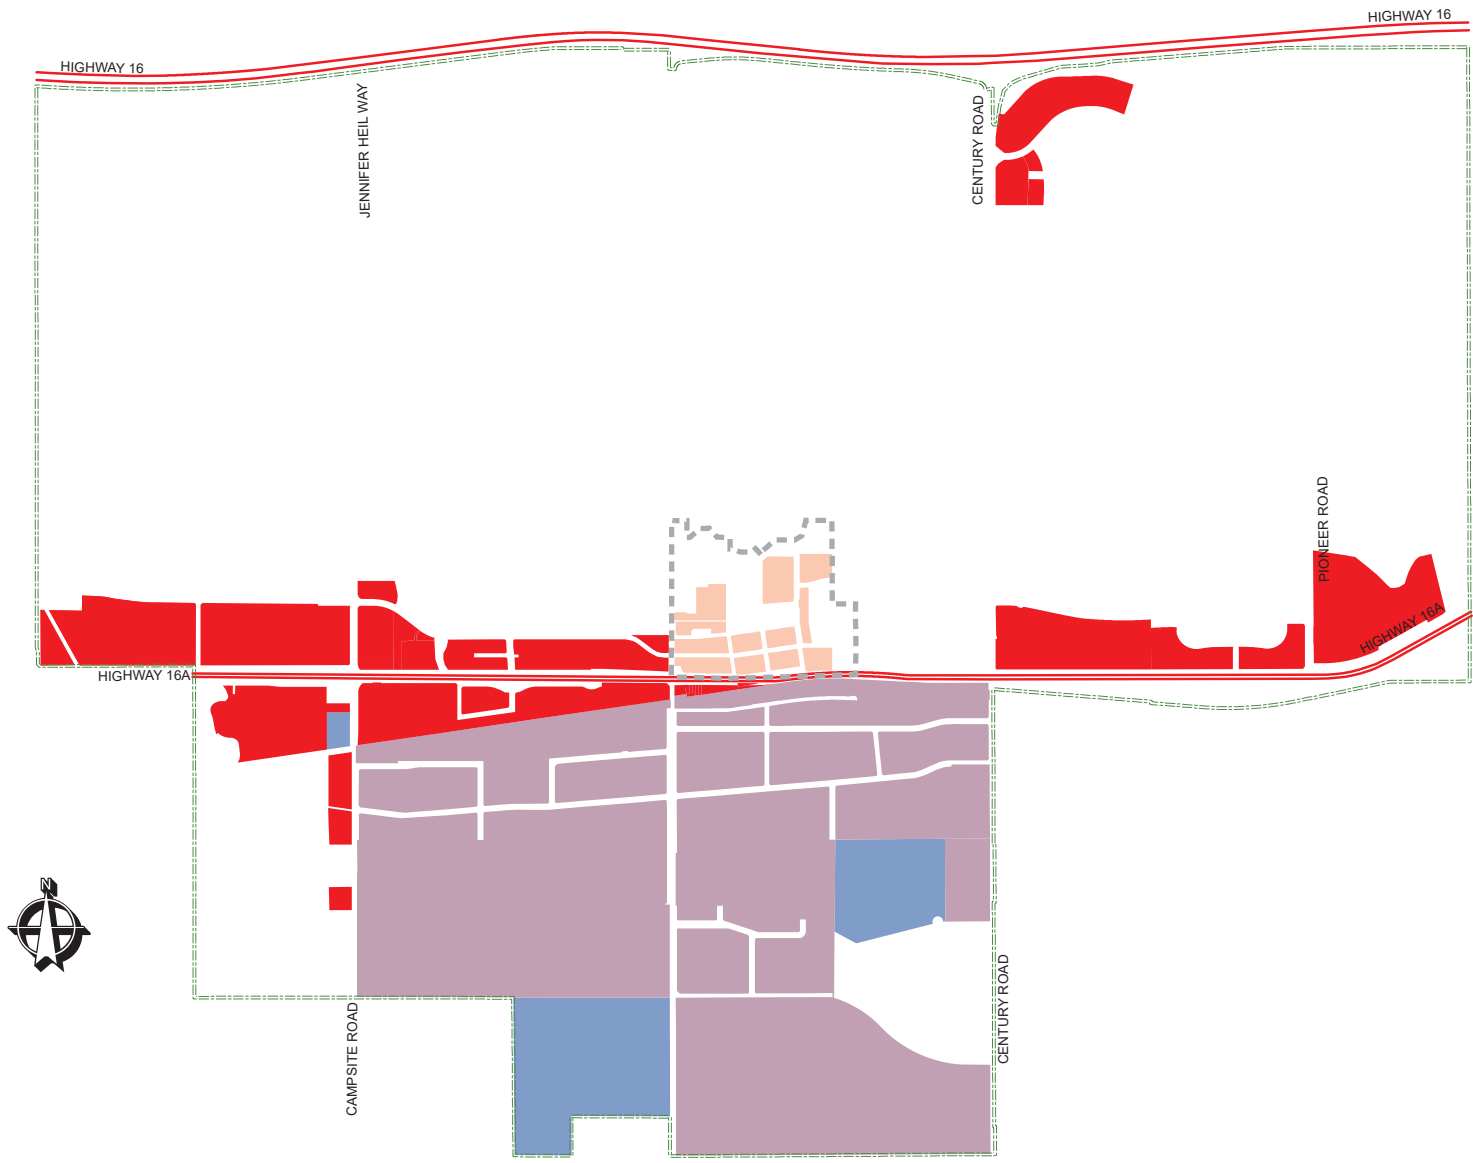 HIGHWAY 16
HIGHWAY 16
JENNIFER HEIL WAY
CENTURY ROAD
PIONEER ROAD
HIGHWAY 16A
HIGHWAY 16A
N
CAMPSITE ROAD
CENTURY ROAD